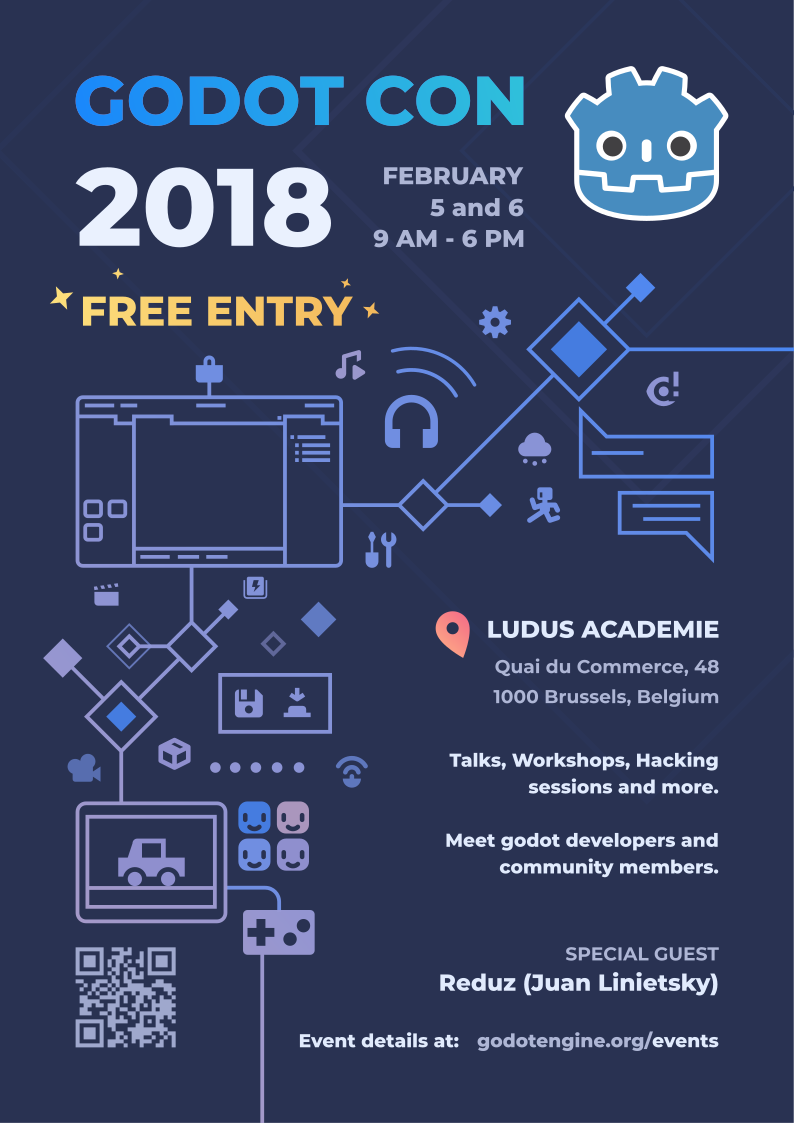 GODOT CON
2018
FEBRUARY
5 and 6
9 AM - 6 PM
FREE ENTRY
LUDUS ACADEMIE
Quai du Commerce, 48
1000 Brussels, Belgium
Talks, Workshops, Hacking
sessions and more.
Meet godot developers and
community members.
SPECIAL GUEST
Reduz (Juan Linietsky)
Event details at: godotengine.org/events